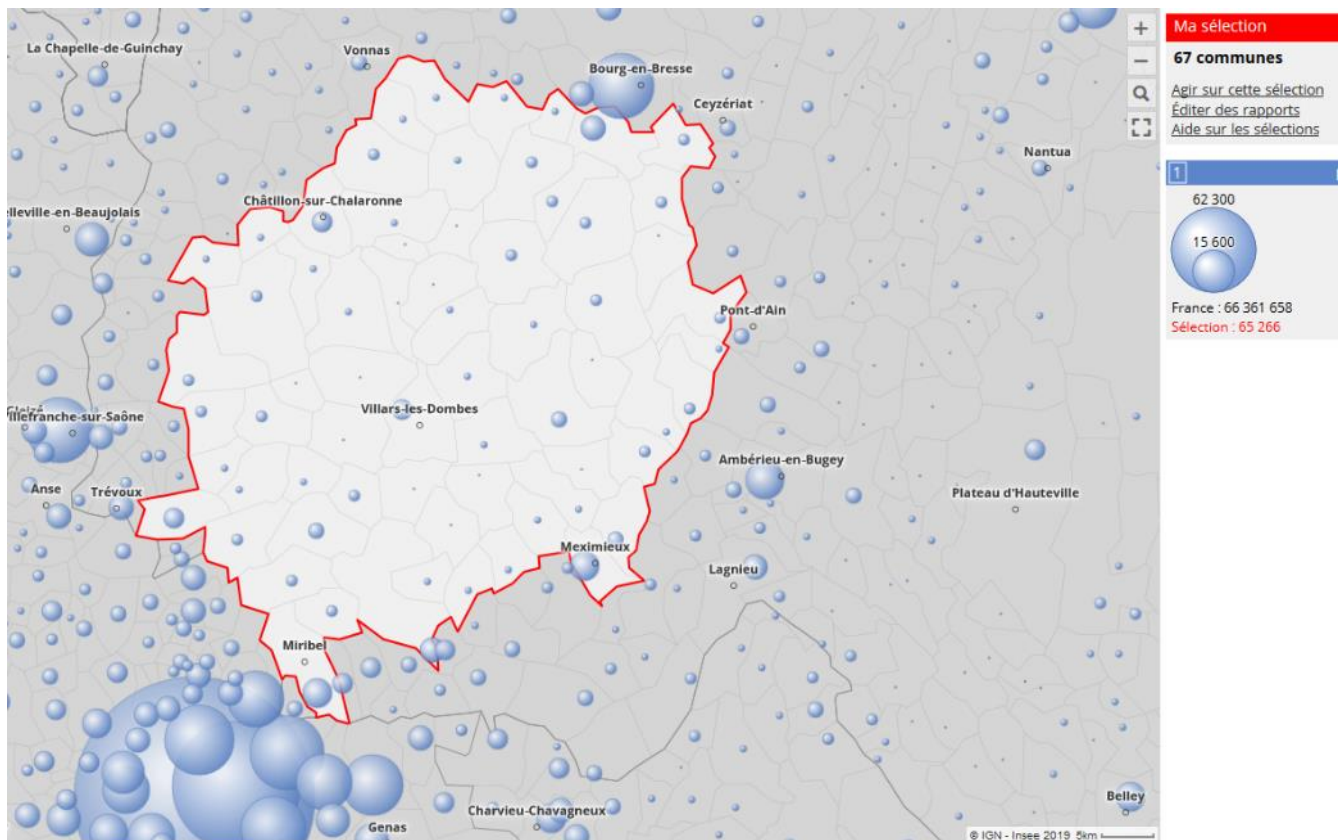 La Chapelle-de-Guinchay
Vonnas
Bourg-en-Bresse
Ceyzériat
Nantua
Châtillon-sur-Chalaronne
elleville-en-Beaujolais
Pont-d'Ain
Villars-les-Dombes
illefranche-sur-Saône
Ambérieu-en-Bugey
Anse
Trévoux
Plateau d'Hauteville
Meximieux
Lagnieu
Miribel
Belley
Charvieu-Chavagneux
Genas
© IGN - Insee 2019 5km
+
−
Ma sélection
67 communes
Agir sur cette sélection
Éditer des rapports
Aide sur les sélections
1
62 300
15 600
France : 66 361 658
Sélection : 65 266